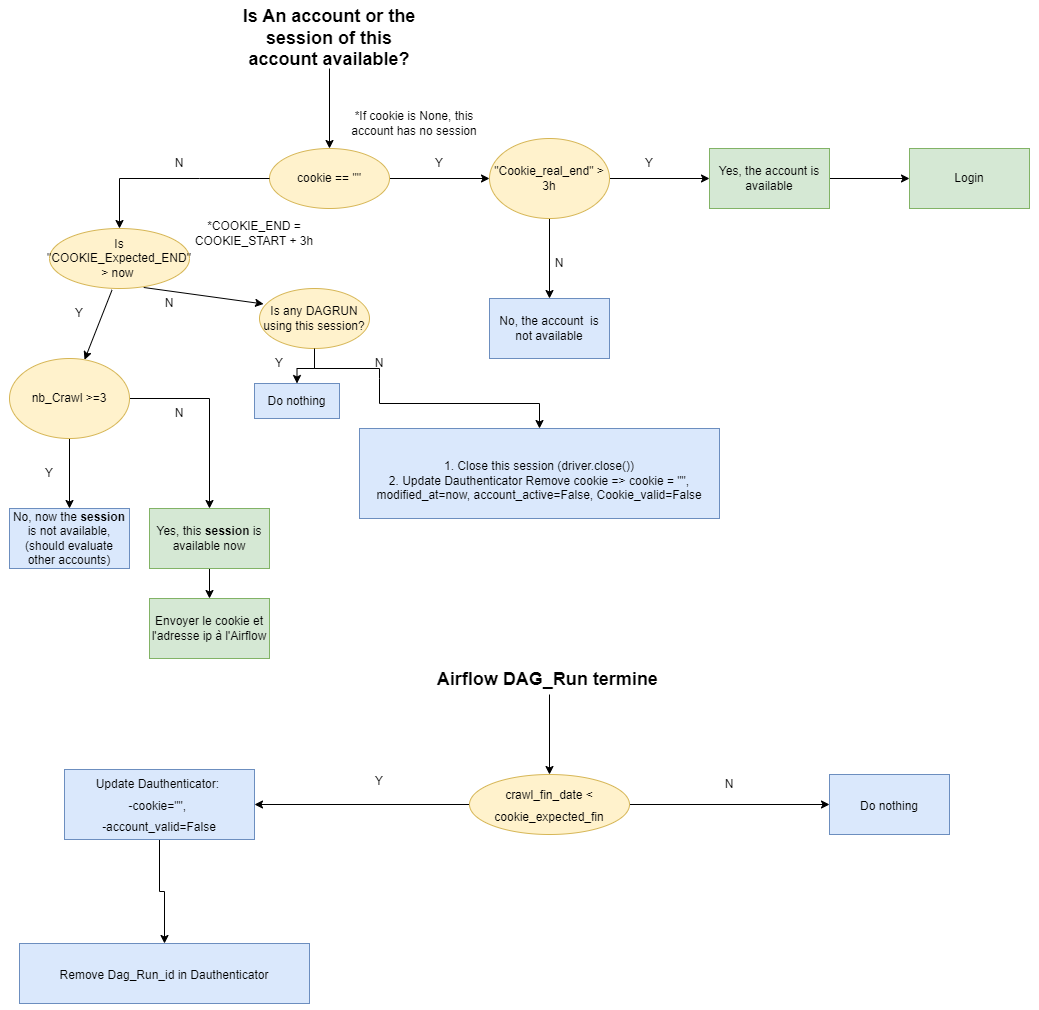 Is An account or the
session of this
account available?
*If cookie is None, this
account has no session
N
cookie == ""
Y
"Cookie_real_end" >
3h
Y
Yes, the account is
available
Login
*COOKIE_END =
COOKIE_START + 3h
Is
"COOKIE_Expected_END"
> now
N
No, the account  is
not available
Y
N
Is any DAGRUN
using this session?
Y
N
Do nothing
nb_Crawl >=3
N
Y
1. Close this session (driver.close())
2. Update Dauthenticator Remove cookie => cookie = "",
modified_at=now, account_active=False, Cookie_valid=False
No, now the session
is not available,
(should evaluate
other accounts)
Yes, this session is
available now
Envoyer le cookie et
l'adresse ip à l'Airflow
Airflow DAG_Run termine
Update Dauthenticator:
-cookie="",
-account_valid=False
Y
crawl_fin_date <
cookie_expected_fin
N
Do nothing
Remove Dag_Run_id in Dauthenticator